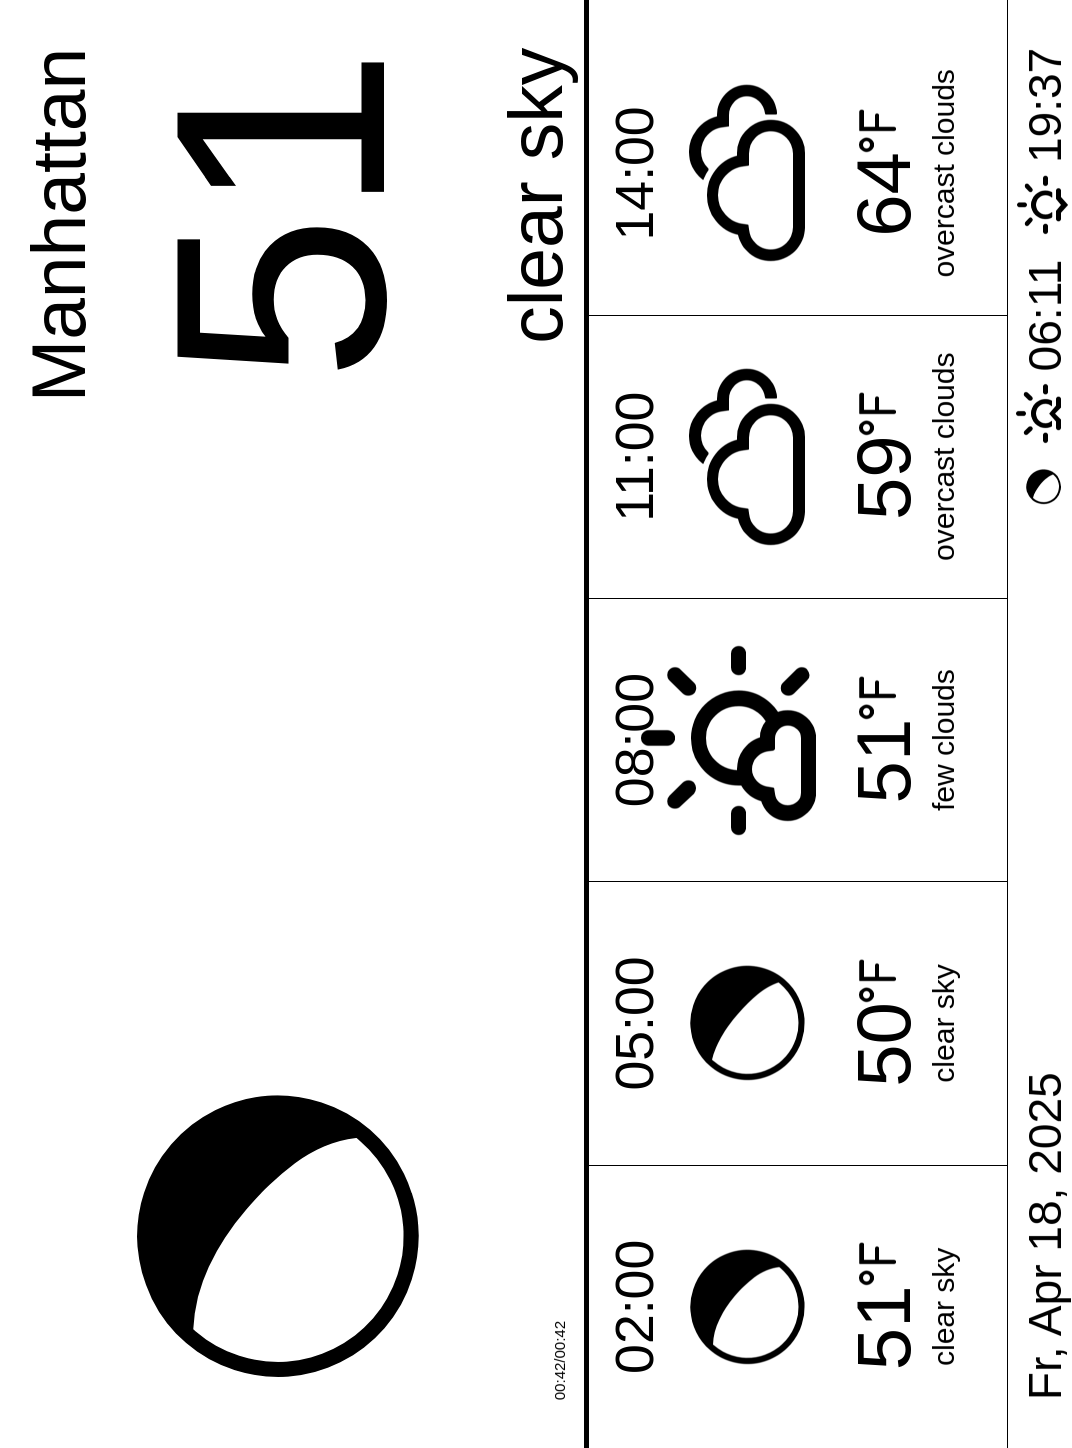 Manhattan
51
clear sky
00:42/00:42
02:00 05:00 08:00 11:00 14:00
51°F 50°F 51°F 59°F 64°F
clear sky clear sky few clouds overcast clouds overcast clouds
Fr, Apr 18, 2025 06:11 19:37